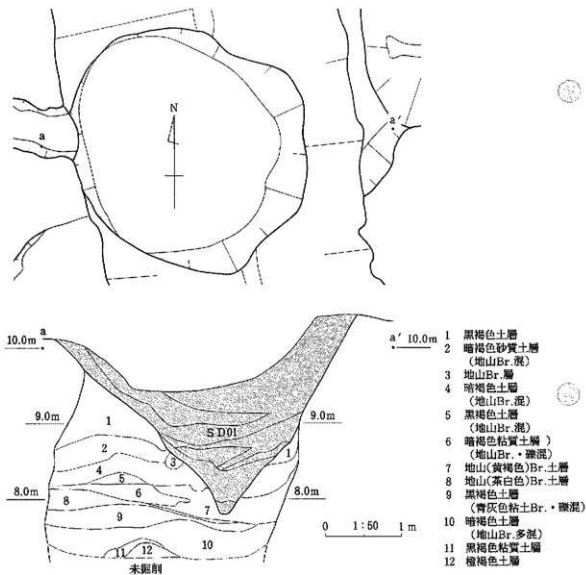 N
a
a'
10.0m
a
a' 10.0m
9.0m
9.0m
8.0m
8.0m
SD01
1
2
3
4
5
6
7
8
9
10
11
12
1
未掘削
0 1:50 1m
1 黒褐色土層
2 暗褐色砂質土層
(地山Br.混)
3 地山Br.層
4 暗褐色土層
(地山Br.混)
5 黒褐色土層
(地山Br.混)
6 暗褐色粘質土層)
(地山Br.・礫混)
7 地山(黄褐色)Br.土層
8 地山(茶白色)Br.土層
9 黒褐色土層
(青灰色粘土Br.・礫混)
10 暗褐色土層
(地山Br.多混)
11 黒褐色粘質土層
12 橙褐色土層